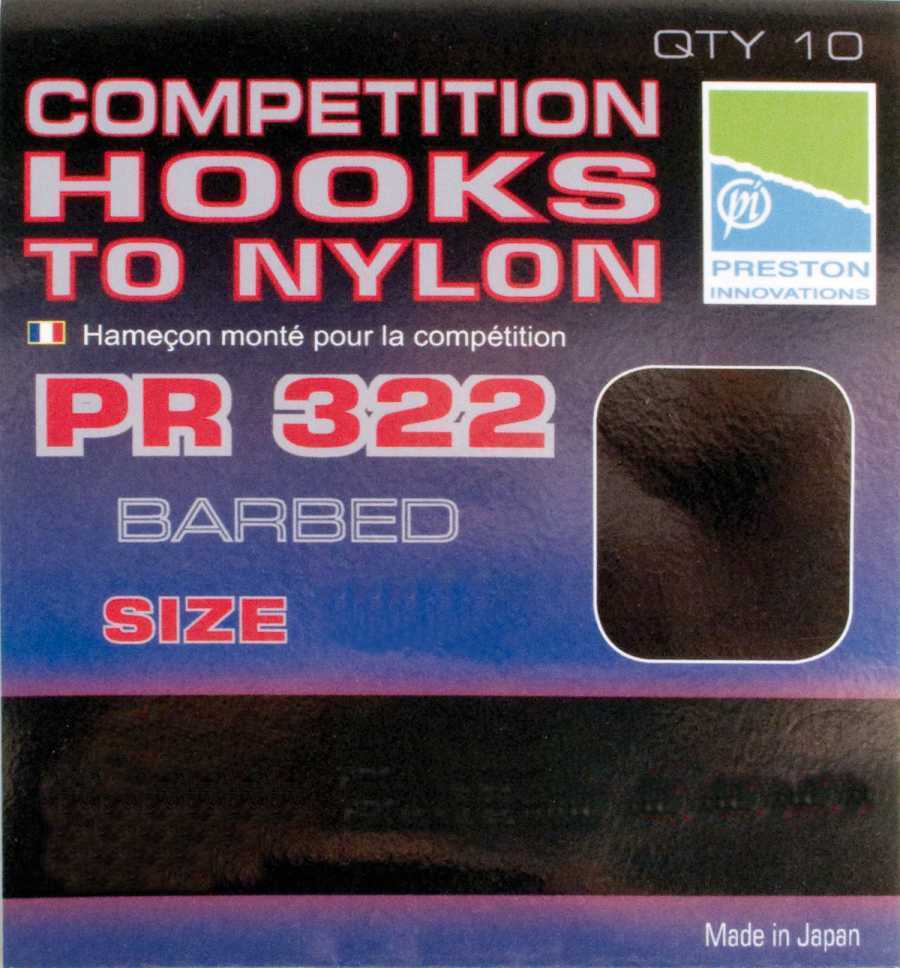 QTY 10
COMPETITION
HOOKS
TO NYLON
pi
PRESTON
INNOVATIONS
Hameçon monté pour la compétition
PR 322
BARBED
SIZE
Made in Japan